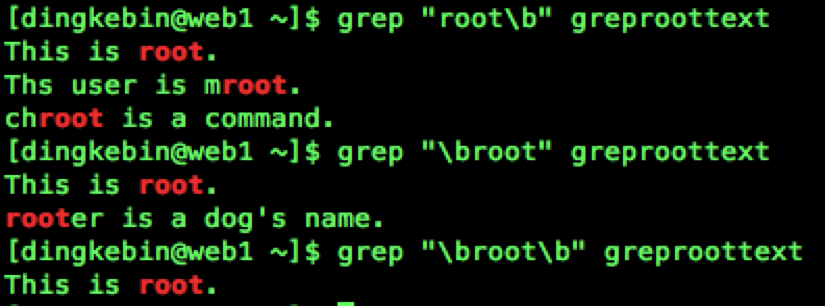 [dingkebin@web1 ~]$ grep "root\b" greproottext
This is root.
Ths user is mroot.
chroot is a command.
[dingkebin@web1 ~]$ grep "\broot" greproottext
This is root.
rooter is a dog's name.
[dingkebin@web1 ~]$ grep "\broot\b" greproottext
This is root.